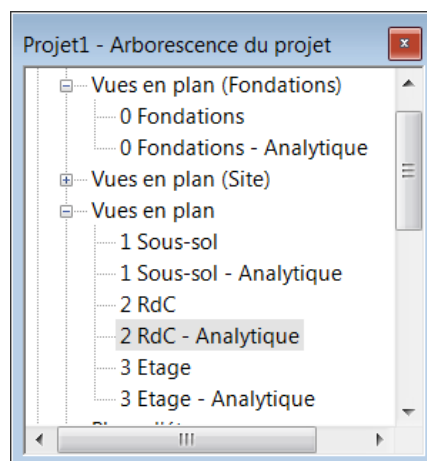 Projet1 - Arborescence du projet
Vues en plan (Fondations)
0 Fondations
0 Fondations - Analytique
Vues en plan (Site)
Vues en plan
1 Sous-sol
1 Sous-sol - Analytique
2 RdC
2 RdC - Analytique
3 Etage
3 Etage - Analytique